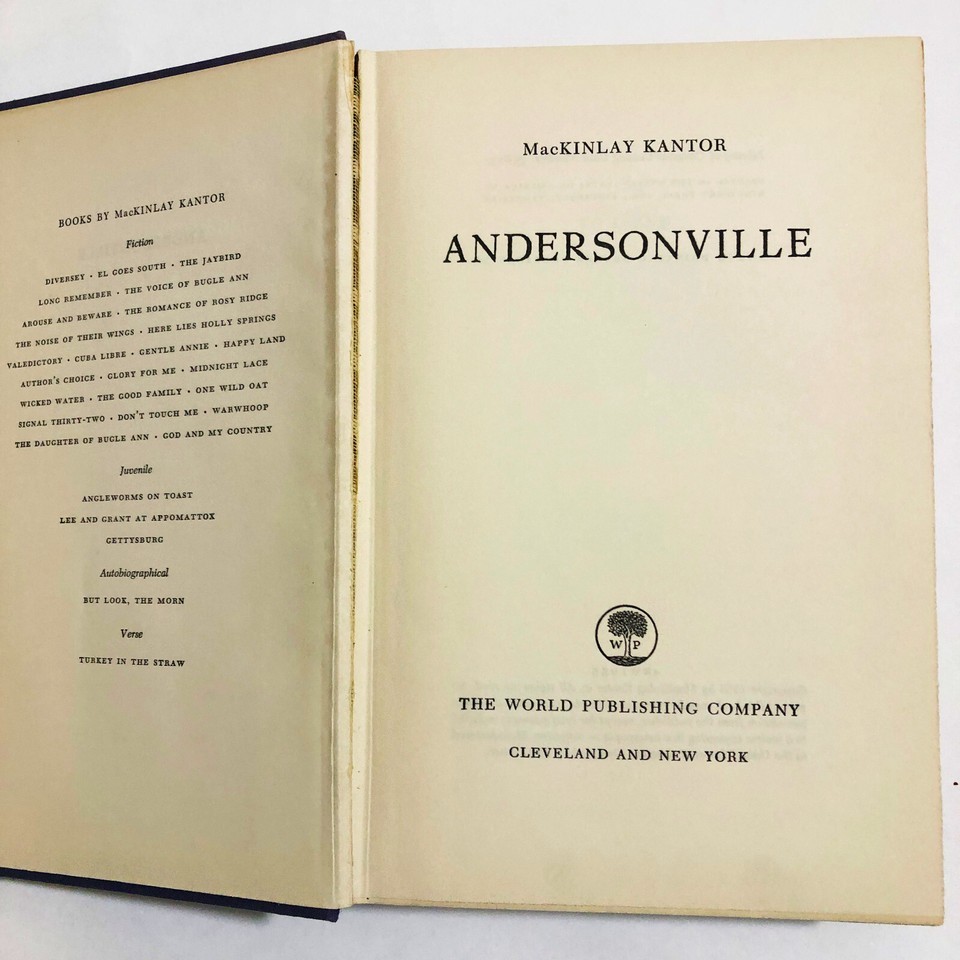 BOOKS BY MacKINLAY KANTOR
Fiction
DIVERSEY · EL GOES SOUTH · THE JAYBIRD
LONG REMEMBER · THE VOICE OF BUGLE ANN
AROUSE AND BEWARE · THE ROMANCE OF ROSY RIDGE
THE NOISE OF THEIR WINGS · HERE LIES HOLLY SPRINGS
VALEDICTORY · CUBA LIBRE · GENTLE ANNIE · HAPPY LAND
AUTHOR'S CHOICE · GLORY FOR ME · MIDNIGHT LACE
WICKED WATER · THE GOOD FAMILY · ONE WILD OAT
SIGNAL THIRTY-TWO · DON'T TOUCH ME · WARWHOOP
THE DAUGHTER OF BUGLE ANN · GOD AND MY COUNTRY
Juvenile
ANGLEWORMS ON TOAST
LEE AND GRANT AT APPOMATTOX
GETTYSBURG
Autobiographical
BUT LOOK, THE MORN
Verse
TURKEY IN THE STRAW
MacKINLAY KANTOR
ANDERSONVILLE
W P
THE WORLD PUBLISHING COMPANY
CLEVELAND AND NEW YORK